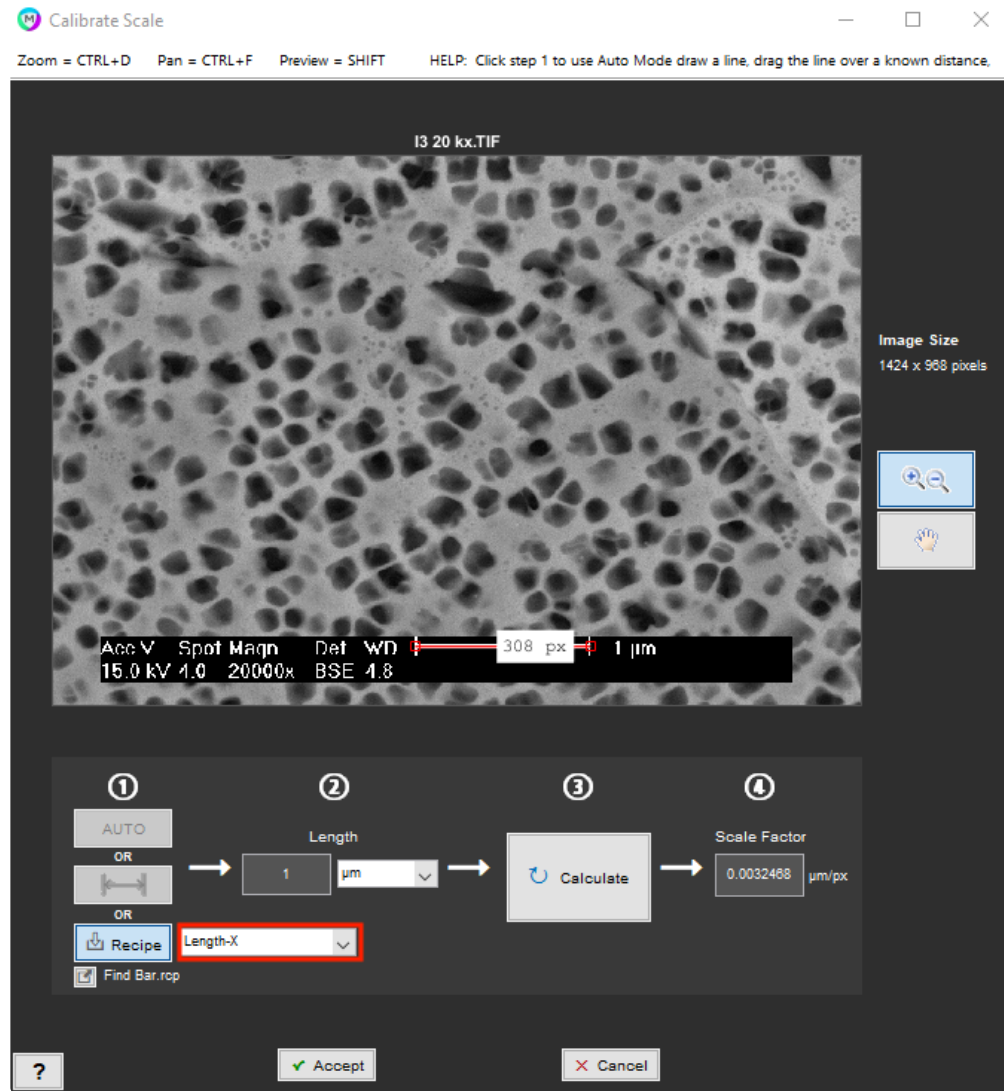 Calibrate Scale
Zoom = CTRL+D Pan = CTRL+F Preview = SHIFT HELP: Click step 1 to use Auto Mode draw a line, drag the line over a known distance,
I3 20 kx.TIF
Image Size
1424 x 968 pixels
Acc V Spot Magn Det WD 308 px 1 µm
15.0 kV 4.0 20000x BSE 4.8
1 2 3 4
AUTO
OR
Length
1 µm
Calculate
Scale Factor
0.0032468 µm/px
OR
Recipe Length-X
Find Bar.rcp
? Accept Cancel